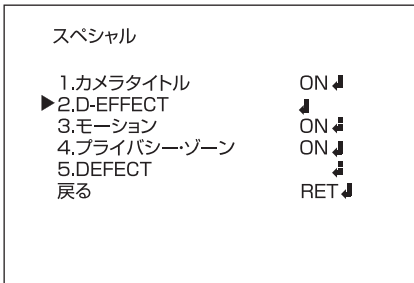 スペシャル
1.カメラタイトル ON↲
▶2.D-EFFECT ↲
3.モーション ON↲
4.プライバシー・ゾーン ON↲
5.DEFECT ↲
戻る RET↲